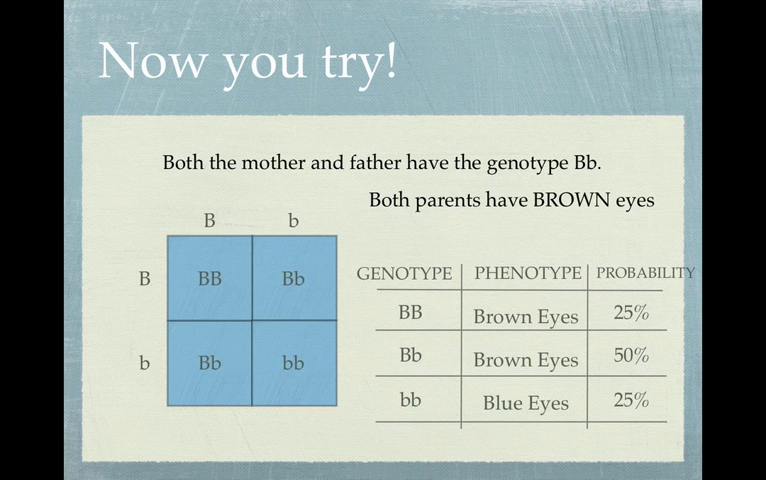 Now you try!
Both the mother and father have the genotype Bb.
Both parents have BROWN eyes
B b
B BB Bb
b Bb bb
GENOTYPE PHENOTYPE PROBABILITY
BB Brown Eyes 25%
Bb Brown Eyes 50%
bb Blue Eyes 25%